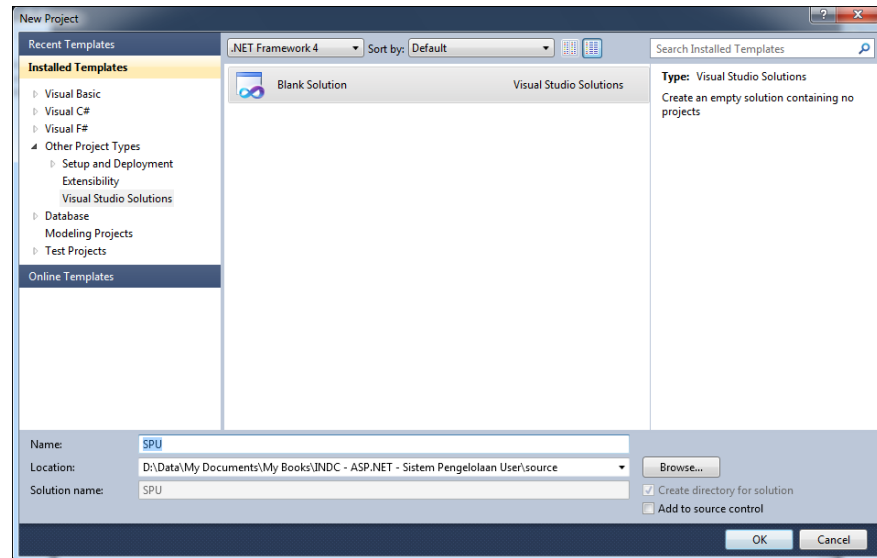 New Project
Recent Templates
Installed Templates
Visual Basic
Visual C#
Visual F#
Other Project Types
Setup and Deployment
Extensibility
Visual Studio Solutions
Database
Modeling Projects
Test Projects
Online Templates
.NET Framework 4
Sort by: Default
Blank Solution Visual Studio Solutions
Search Installed Templates
Type: Visual Studio Solutions
Create an empty solution containing no
projects
Name: SPU
Location: D:\Data\My Documents\My Books\INDC - ASP.NET - Sistem Pengelolaan User\source
Browse...
Solution name: SPU
Create directory for solution
Add to source control
OK Cancel